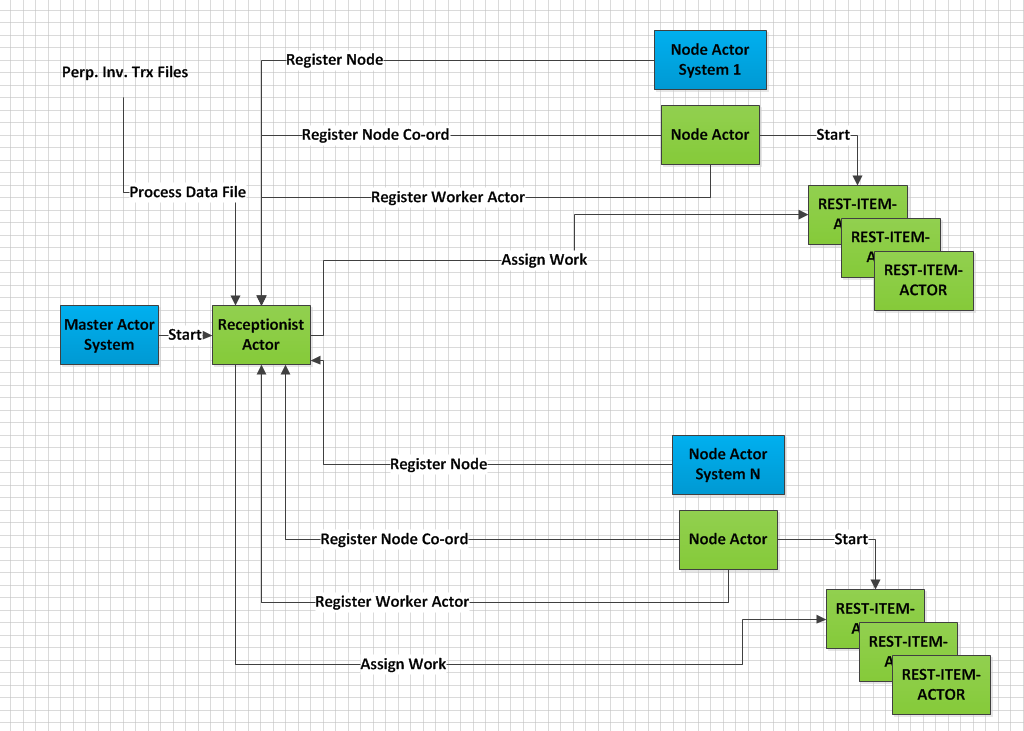 Register Node
Node Actor
System 1
Perp. Inv. Trx Files
Register Node Co-ord
Node Actor
Start
Process Data File
Register Worker Actor
REST-ITEM-
A
REST-ITEM-
A
REST-ITEM-
ACTOR
Assign Work
Master Actor
System
Start
Receptionist
Actor
Register Node
Node Actor
System N
Register Node Co-ord
Node Actor
Start
Register Worker Actor
REST-ITEM-
A
REST-ITEM-
A
REST-ITEM-
ACTOR
Assign Work